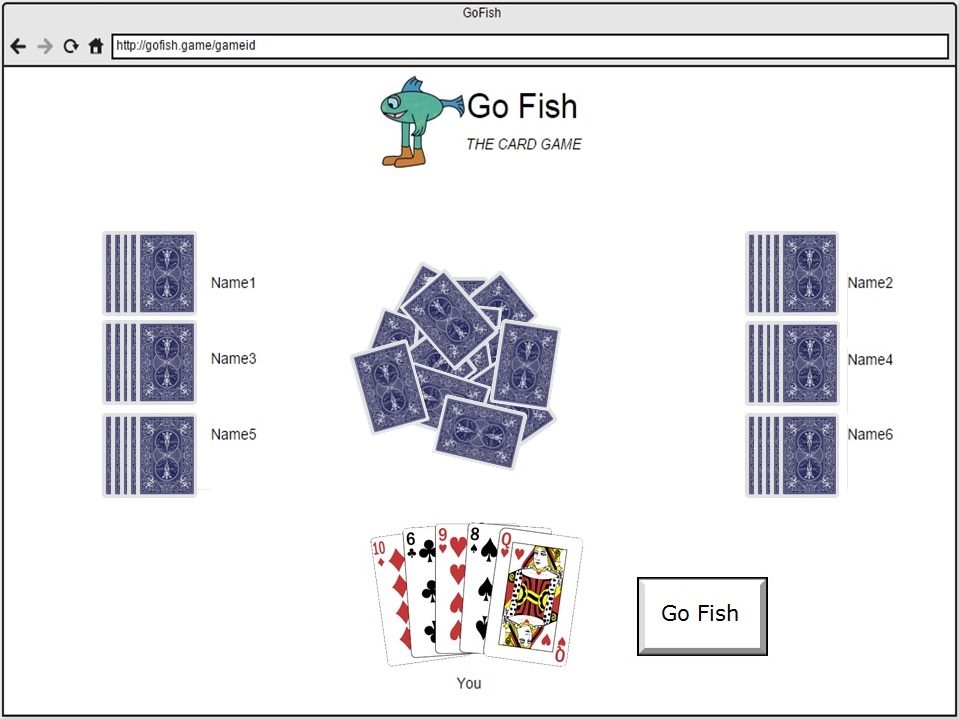 GoFish
http://gofish.game/gameid
Go Fish
THE CARD GAME
Name1
Name2
Name3
Name4
Name5
Name6
10
6
9
8
Q
Q
Go Fish
You